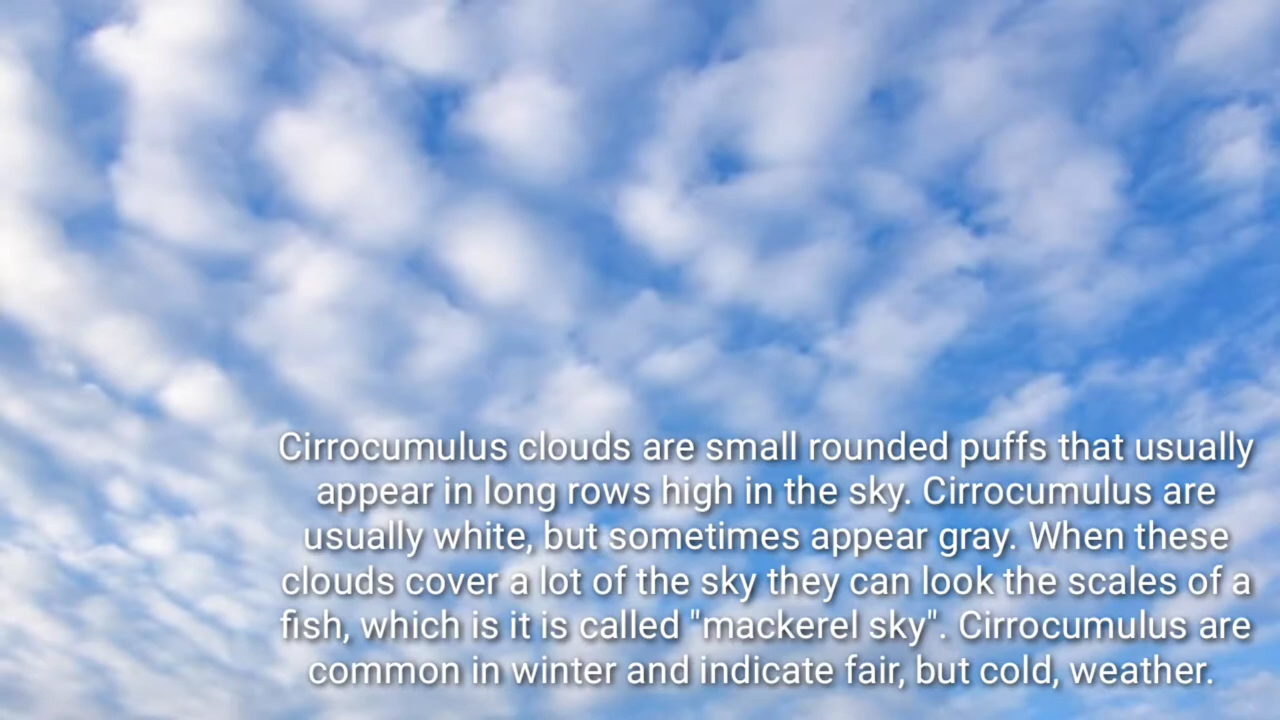 Cirrocumulus clouds are small rounded puffs that usually
appear in long rows high in the sky. Cirrocumulus are
usually white, but sometimes appear gray. When these
clouds cover a lot of the sky they can look the scales of a
fish, which is it is called "mackerel sky". Cirrocumulus are
common in winter and indicate fair, but cold, weather.